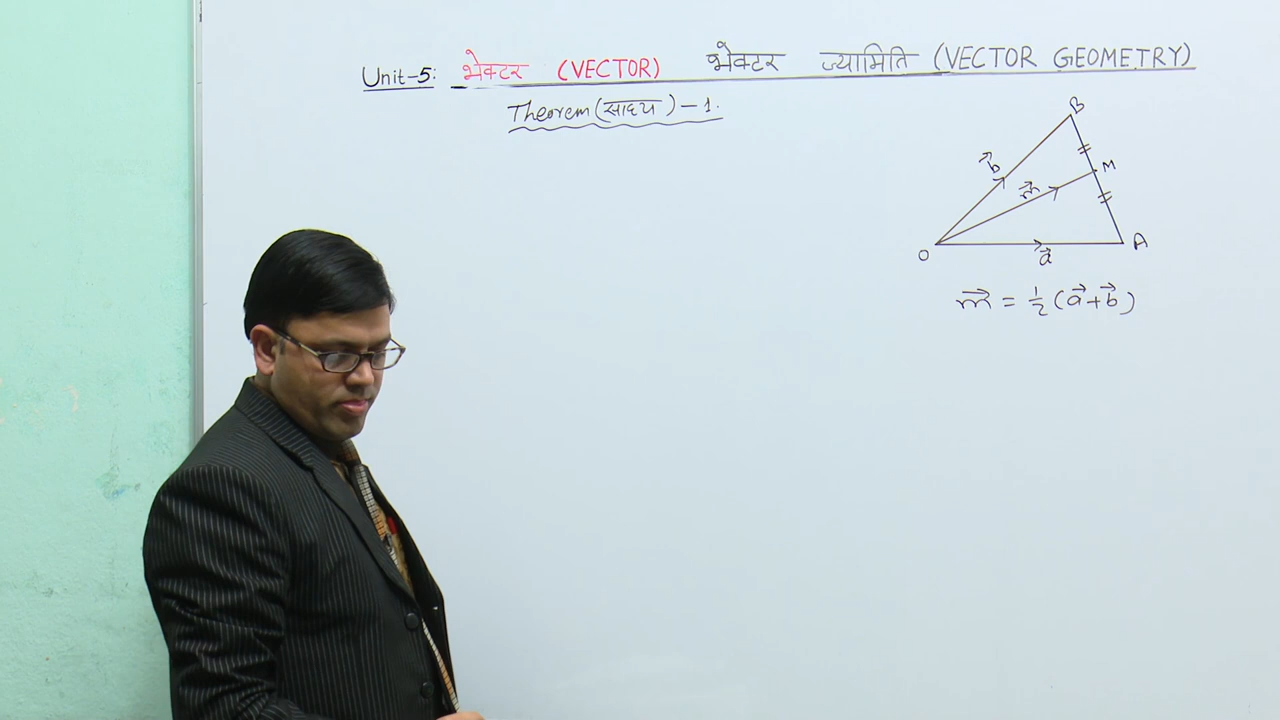 Unit-5: भेक्टर (VECTOR) भेक्टर ज्यामिति (VECTOR GEOMETRY)
Theorem (साध्य) - 1.
B
b⃗
M
m⃗
O
A
a⃗
m⃗ = ½ (a⃗ + b⃗)